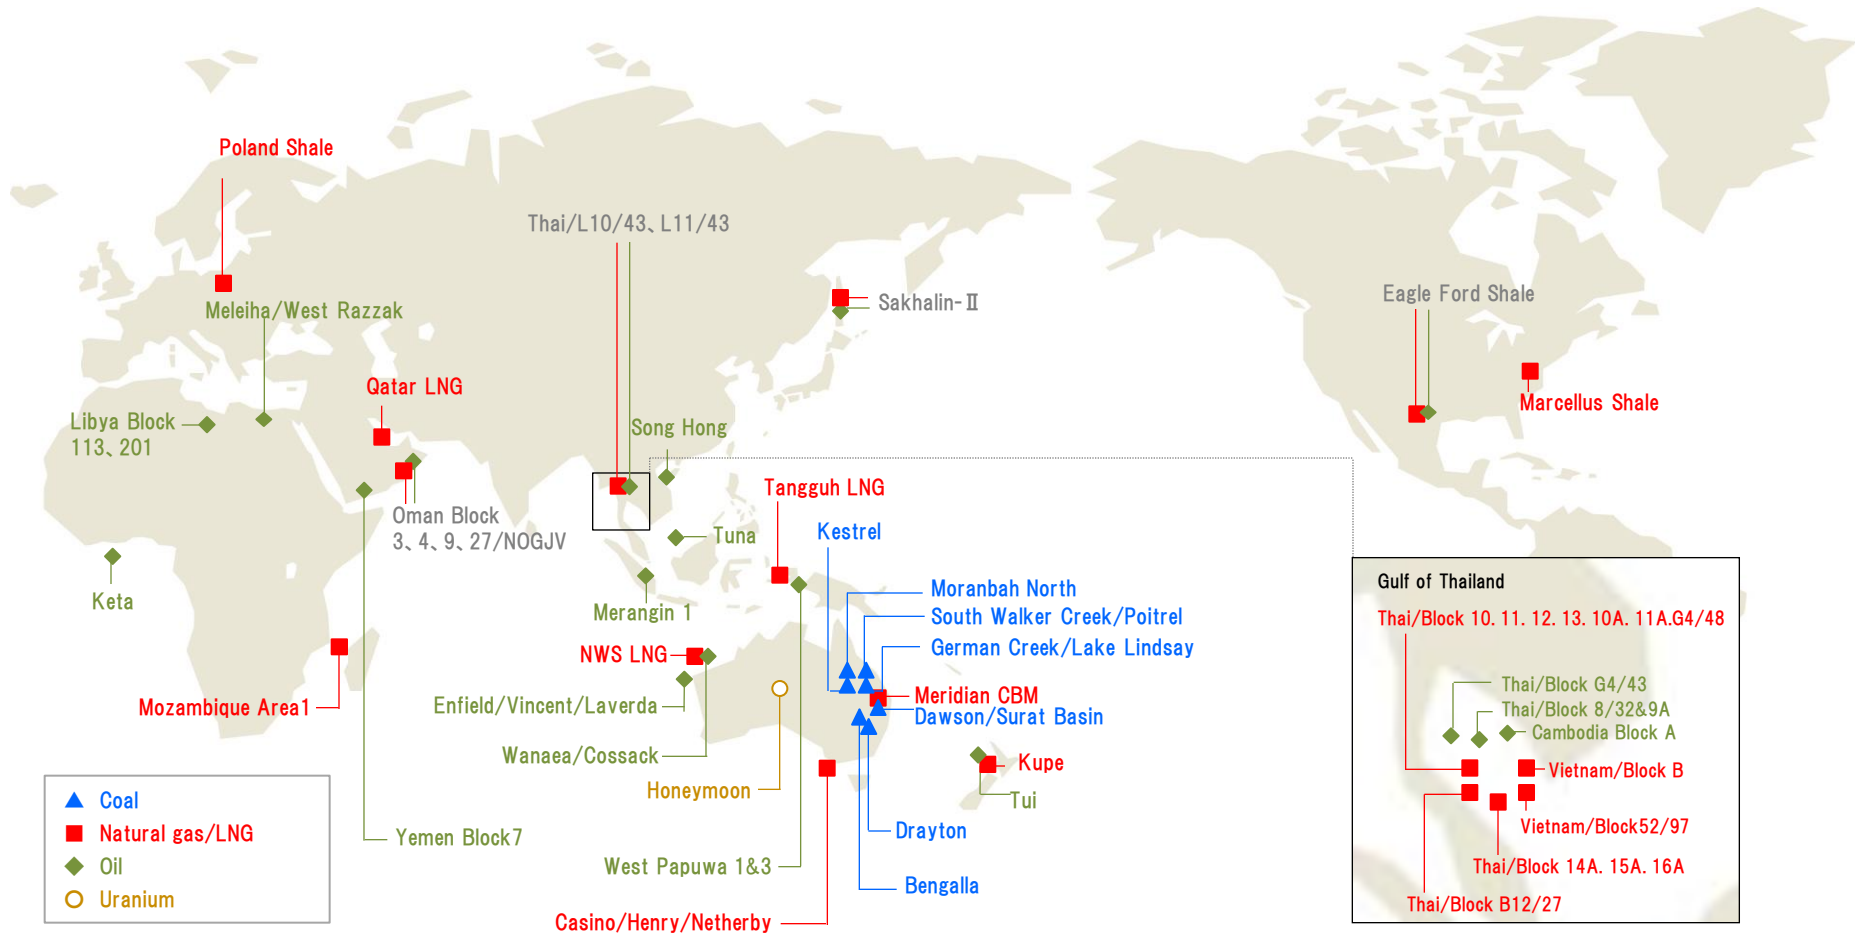 Poland Shale
Thai/L10/43、L11/43
Sakhalin-Ⅱ
Eagle Ford Shale
Meleiha/West Razzak
Qatar LNG
Marcellus Shale
Libya Block
113、201
Song Hong
Tangguh LNG
Oman Block
3、4、9、27/NOGJV
Tuna
Kestrel
Keta
Merangin 1
Moranbah North
South Walker Creek/Poitrel
German Creek/Lake Lindsay
NWS LNG
Meridian CBM
Dawson/Surat Basin
Mozambique Area1
Enfield/Vincent/Laverda
Wanaea/Cossack
Honeymoon
Kupe
Tui
Yemen Block7
Drayton
West Papuwa 1&3
Bengalla
Casino/Henry/Netherby
Coal
Natural gas/LNG
Oil
Uranium
Gulf of Thailand
Thai/Block 10. 11. 12. 13. 10A. 11A.G4/48
Thai/Block G4/43
Thai/Block 8/32&9A
Cambodia Block A
Vietnam/Block B
Vietnam/Block52/97
Thai/Block 14A. 15A. 16A
Thai/Block B12/27